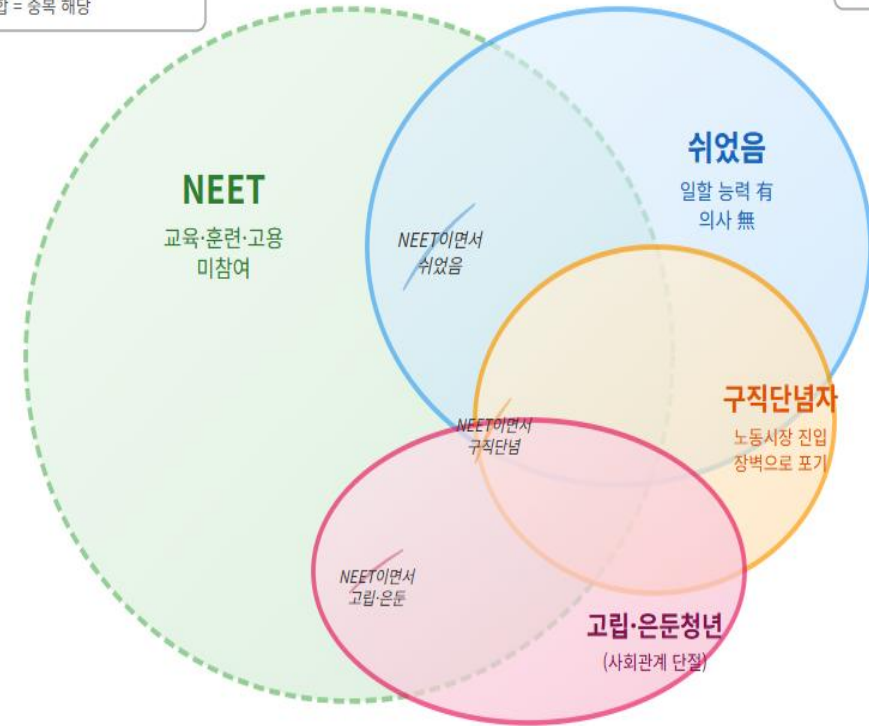 = 중복 해당
NEET
교육·훈련·고용
미참여
쉬었음
일할 능력 有
의사 無
NEET이면서
쉬었음
구직단념자
노동시장 진입
장벽으로 포기
NEET이면서
구직단념
NEET이면서
고립·은둔
고립·은둔청년
(사회관계 단절)